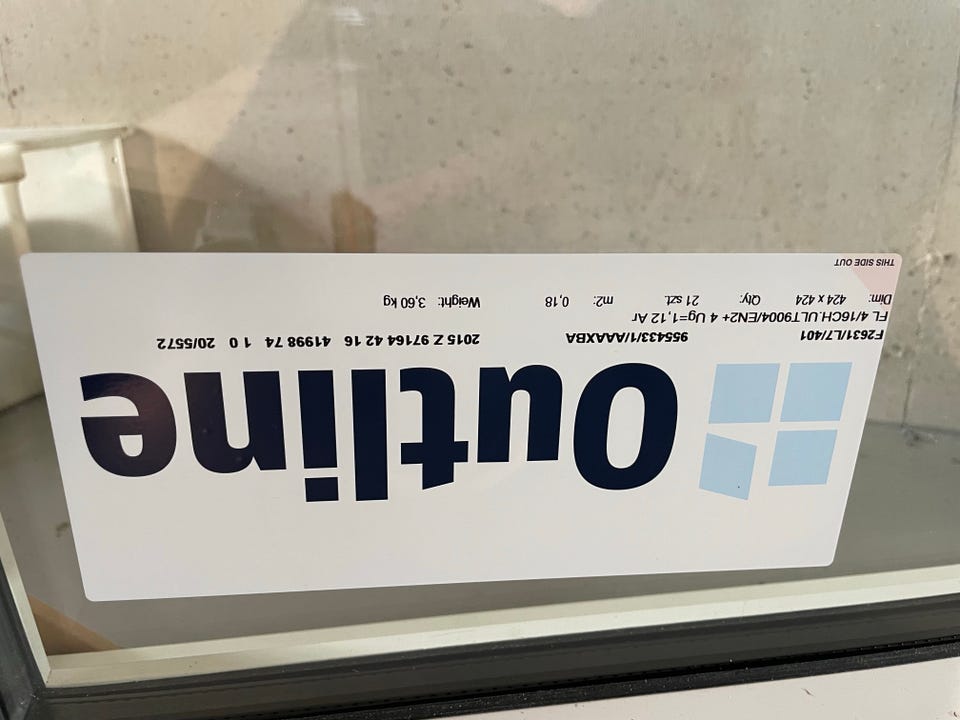 Outline
F2631/L7/401 955433/1/AAAXBA 2015 Z 97164 42 16 41998 74 1 0 20/5572
FL 4/16CH.ULT9004/EN2+ 4 Ug=1,12 Ar
Dim: 424 x 424 Qty: 21 szt. m2: 0,18 Weight: 3,60 kg
THIS SIDE OUT